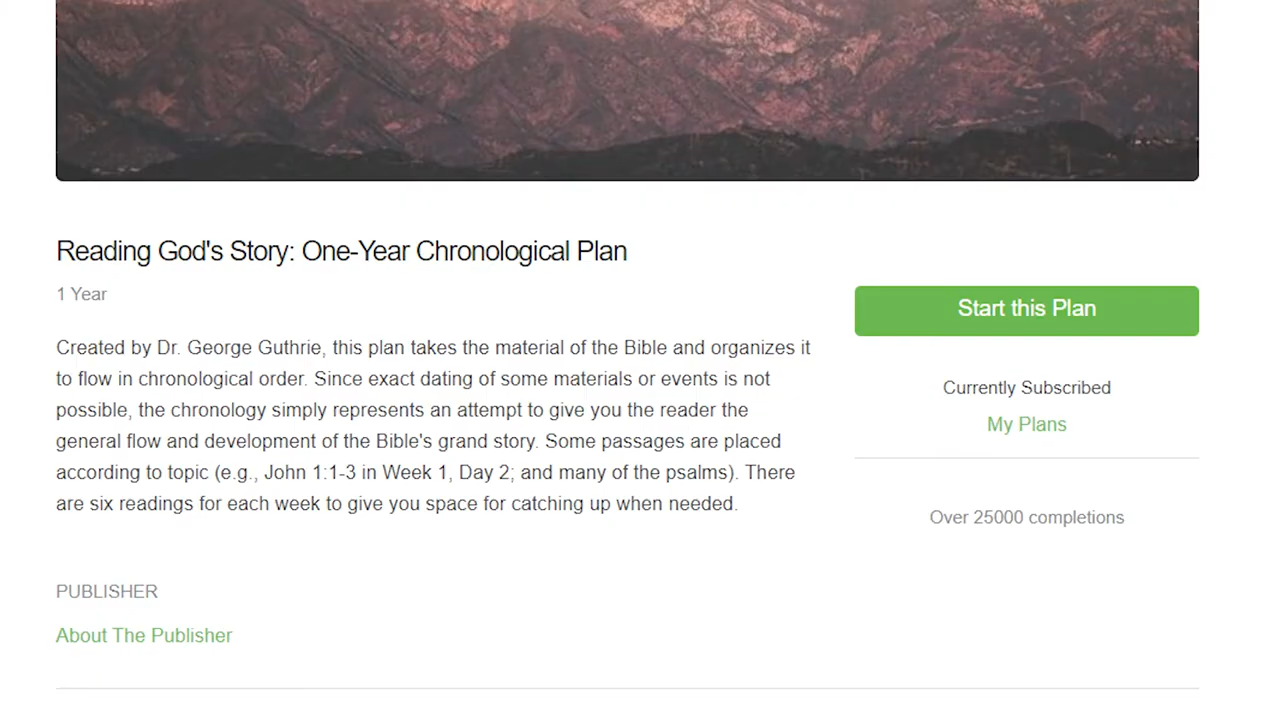 Reading God's Story: One-Year Chronological Plan
1 Year
Start this Plan
Created by Dr. George Guthrie, this plan takes the material of the Bible and organizes it
to flow in chronological order. Since exact dating of some materials or events is not
possible, the chronology simply represents an attempt to give you the reader the
general flow and development of the Bible's grand story. Some passages are placed
according to topic (e.g., John 1:1-3 in Week 1, Day 2; and many of the psalms). There
are six readings for each week to give you space for catching up when needed.
Currently Subscribed
My Plans
Over 25000 completions
PUBLISHER
About The Publisher